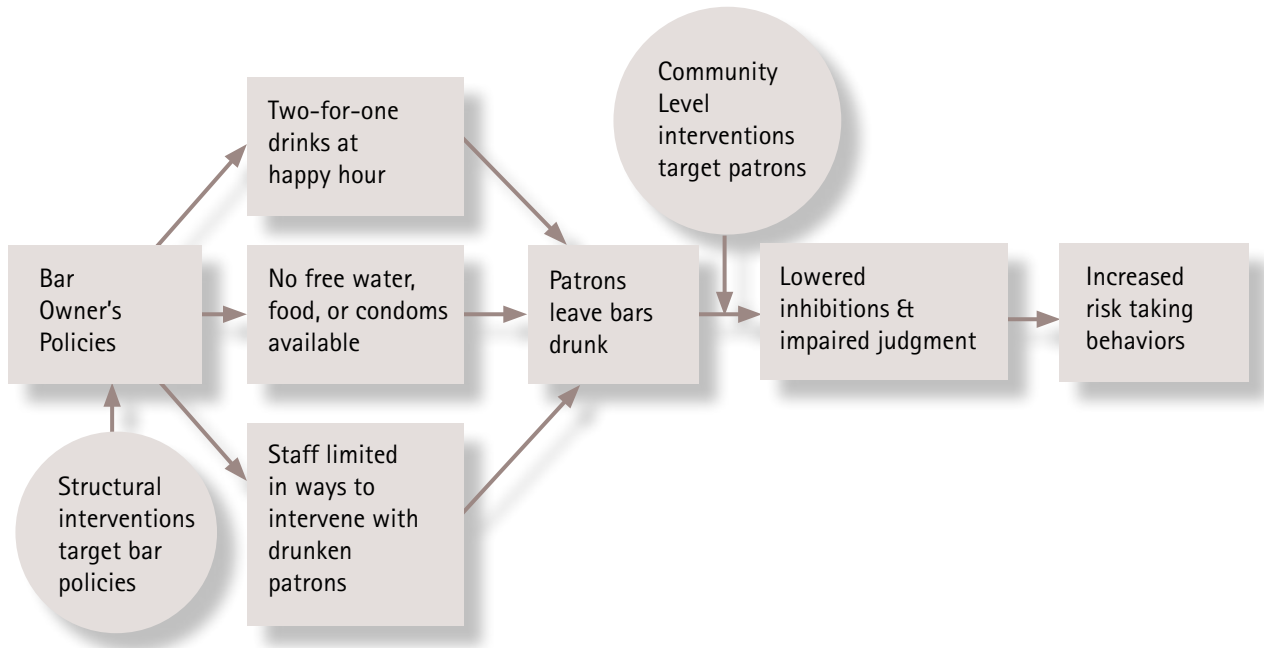 Bar
Owner's
Policies
Structural
interventions
target bar
policies
Two-for-one
drinks at
happy hour
No free water,
food, or condoms
available
Staff limited
in ways to
intervene with
drunken
patrons
Patrons
leave bars
drunk
Community
Level
interventions
target patrons
Lowered
inhibitions &
impaired judgment
Increased
risk taking
behaviors